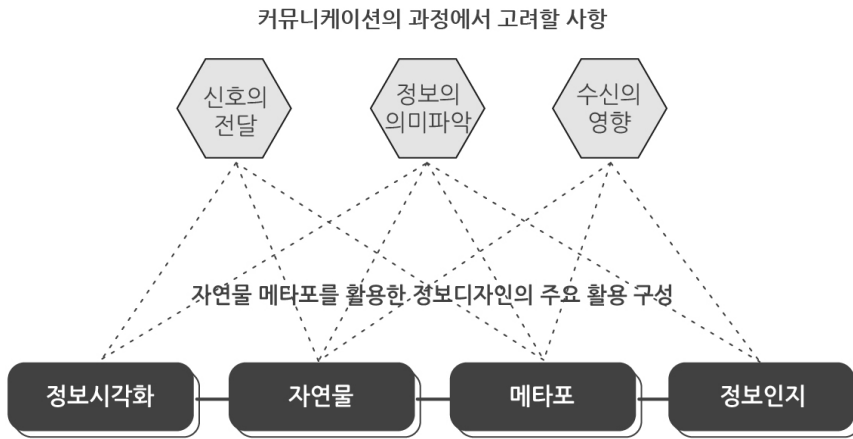 커뮤니케이션의 과정에서 고려할 사항
신호의
전달
정보의
의미파악
수신의
영향
자연물 메타포를 활용한 정보디자인의 주요 활용 구성
정보시각화
자연물
메타포
정보인지